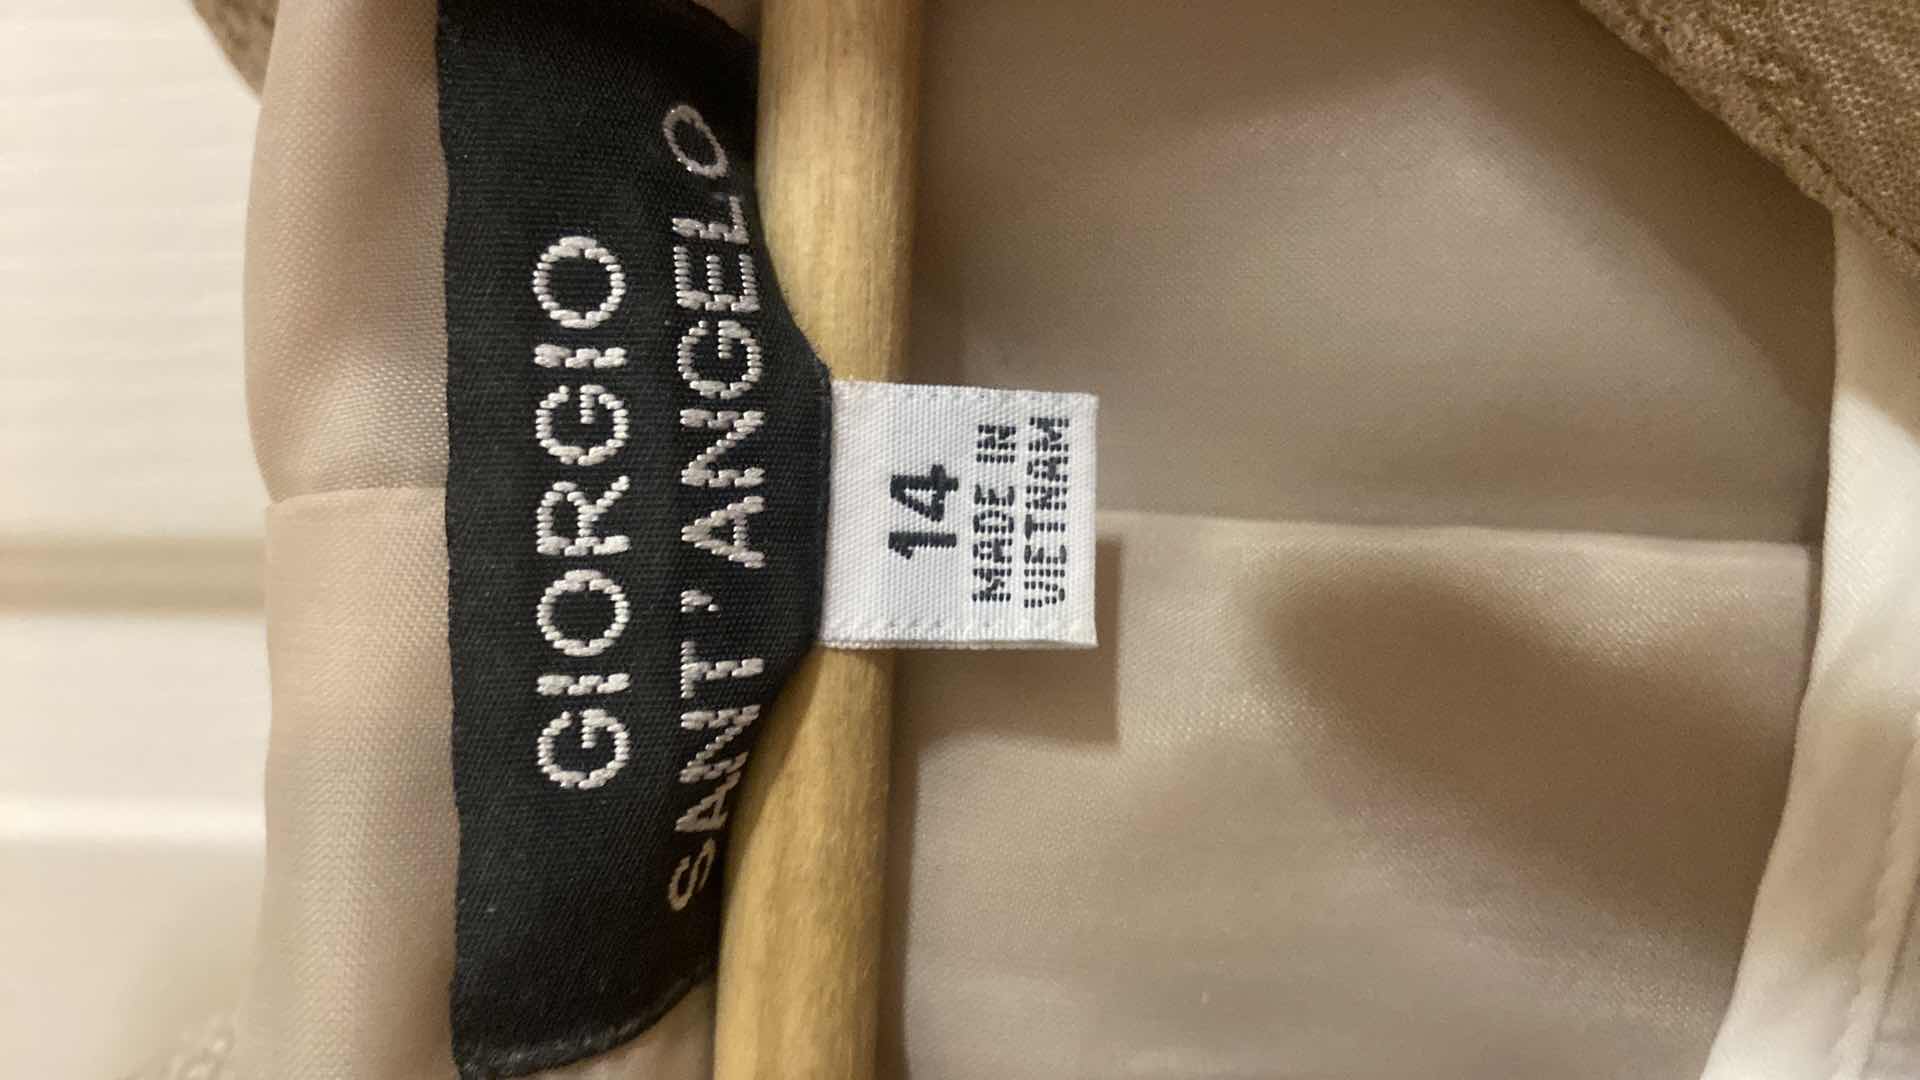 GIORGIO
SANT' ANGELO
14
MADE IN
VIETNAM